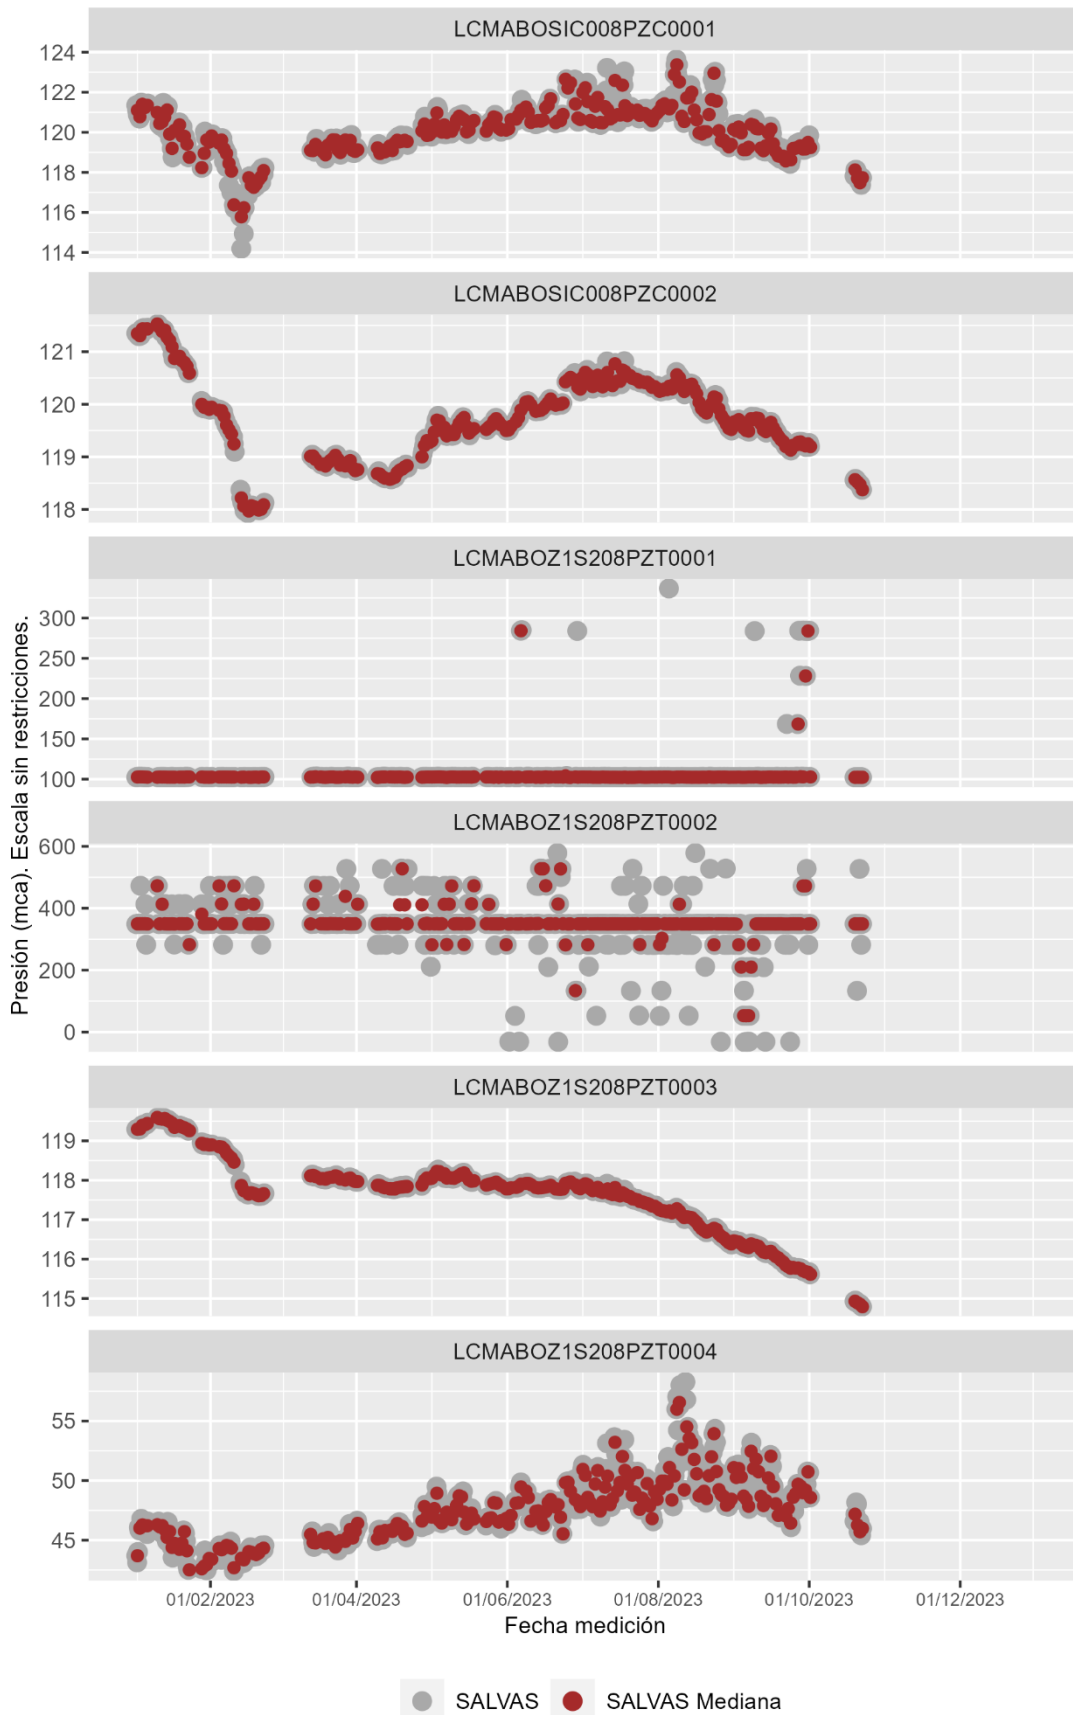 LCMABOSIC008PZC0001
124
122
120
118
116
114
LCMABOSIC008PZC0002
121
120
119
118
LCMABOZ1S208PZT0001
300
250
200
150
100
LCMABOZ1S208PZT0002
600
400
200
0
LCMABOZ1S208PZT0003
119
118
117
116
115
LCMABOZ1S208PZT0004
55
50
45
Presión (mca). Escala sin restricciones.
01/02/2023 01/04/2023 01/06/2023 01/08/2023 01/10/2023 01/12/2023
Fecha medición
SALVAS SALVAS Mediana